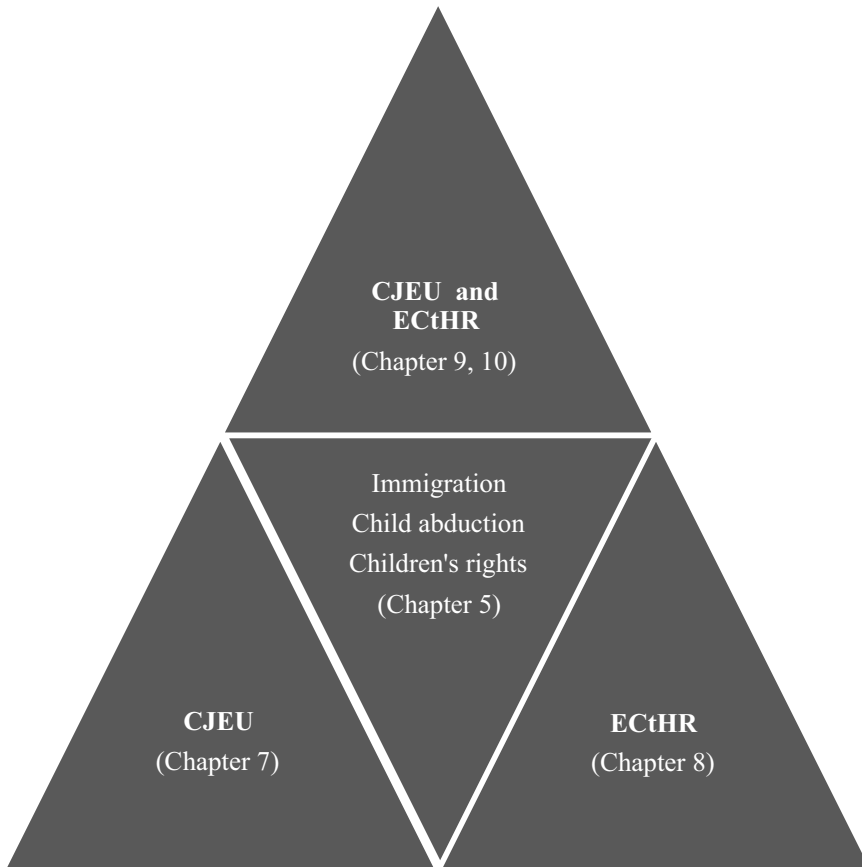 CJEU and
ECtHR
(Chapter 9, 10)
Immigration
Child abduction
Children's rights
(Chapter 5)
CJEU
(Chapter 7)
ECtHR
(Chapter 8)